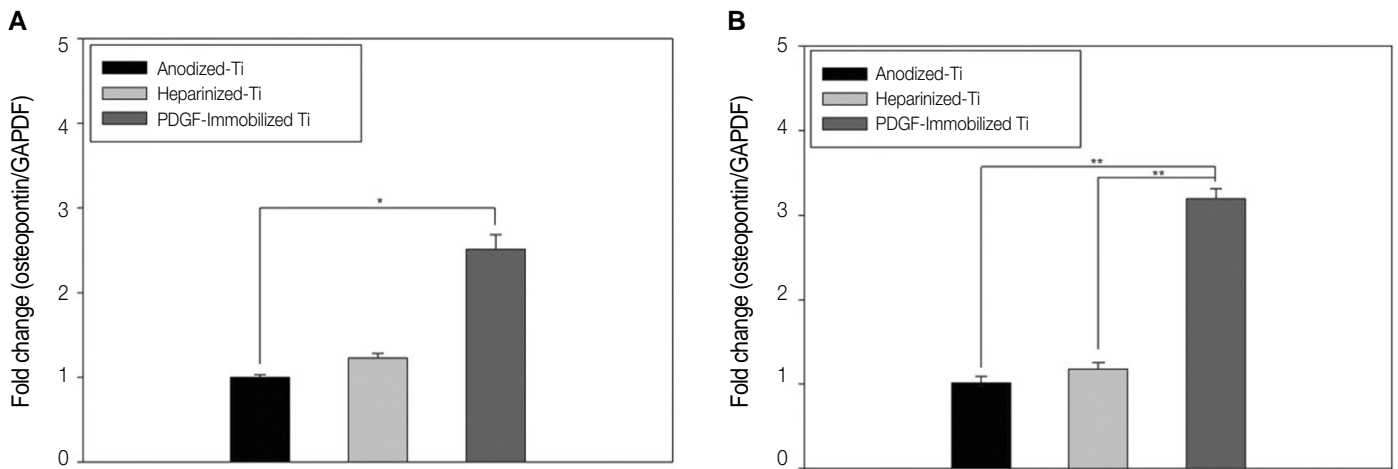 A
Fold change (osteopontin/GAPDF)
5
4
3
2
1
0
Anodized-Ti
Heparinized-Ti
PDGF-Immobilized Ti
*
B
Fold change (osteopontin/GAPDF)
5
4
3
2
1
0
Anodized-Ti
Heparinized-Ti
PDGF-Immobilized Ti
**
**